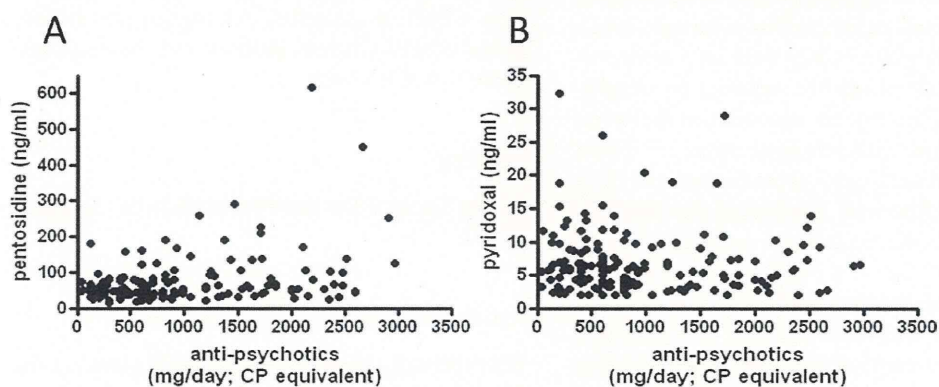 A
B
pentosidine (ng/ml)
600
500
400
300
200
100
0
0 500 1000 1500 2000 2500 3000 3500
anti-psychotics
(mg/day; CP equivalent)
pyridoxal (ng/ml)
35
30
25
20
15
10
5
0
0 500 1000 1500 2000 2500 3000 3500
anti-psychotics
(mg/day; CP equivalent)